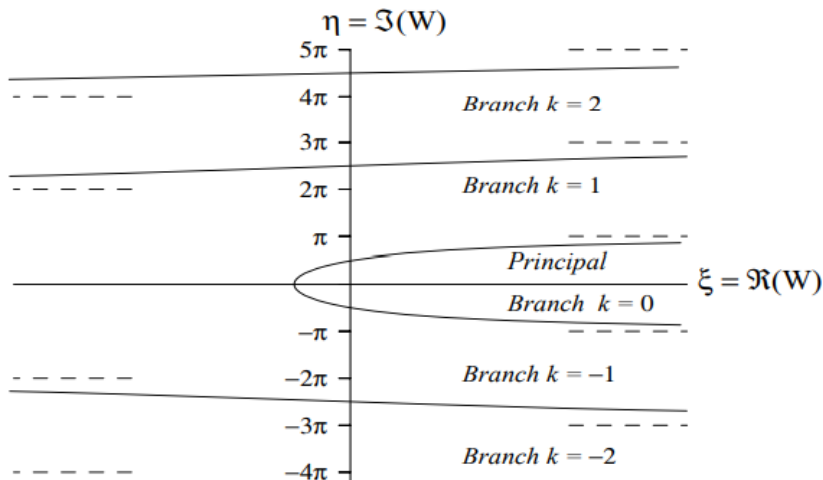 η = ℑ(W)
5π
4π
Branch k = 2
3π
2π
Branch k = 1
π
Principal
ξ = ℜ(W)
Branch k = 0
−π
−2π
Branch k = −1
−3π
Branch k = −2
−4π